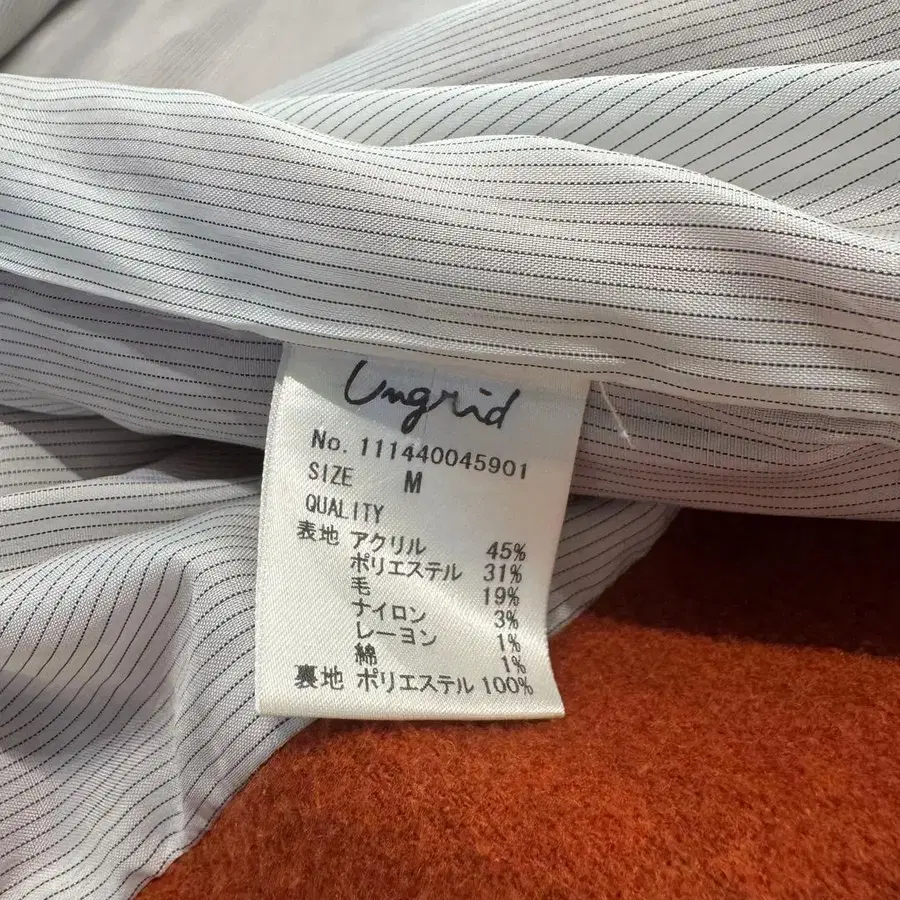 Ungrid
No. 111440045901
SIZE M
QUALITY
表地 アクリル 45%
ポリエステル 31%
毛 19%
ナイロン 3%
レーヨン 1%
綿 1%
裏地 ポリエステル 100%